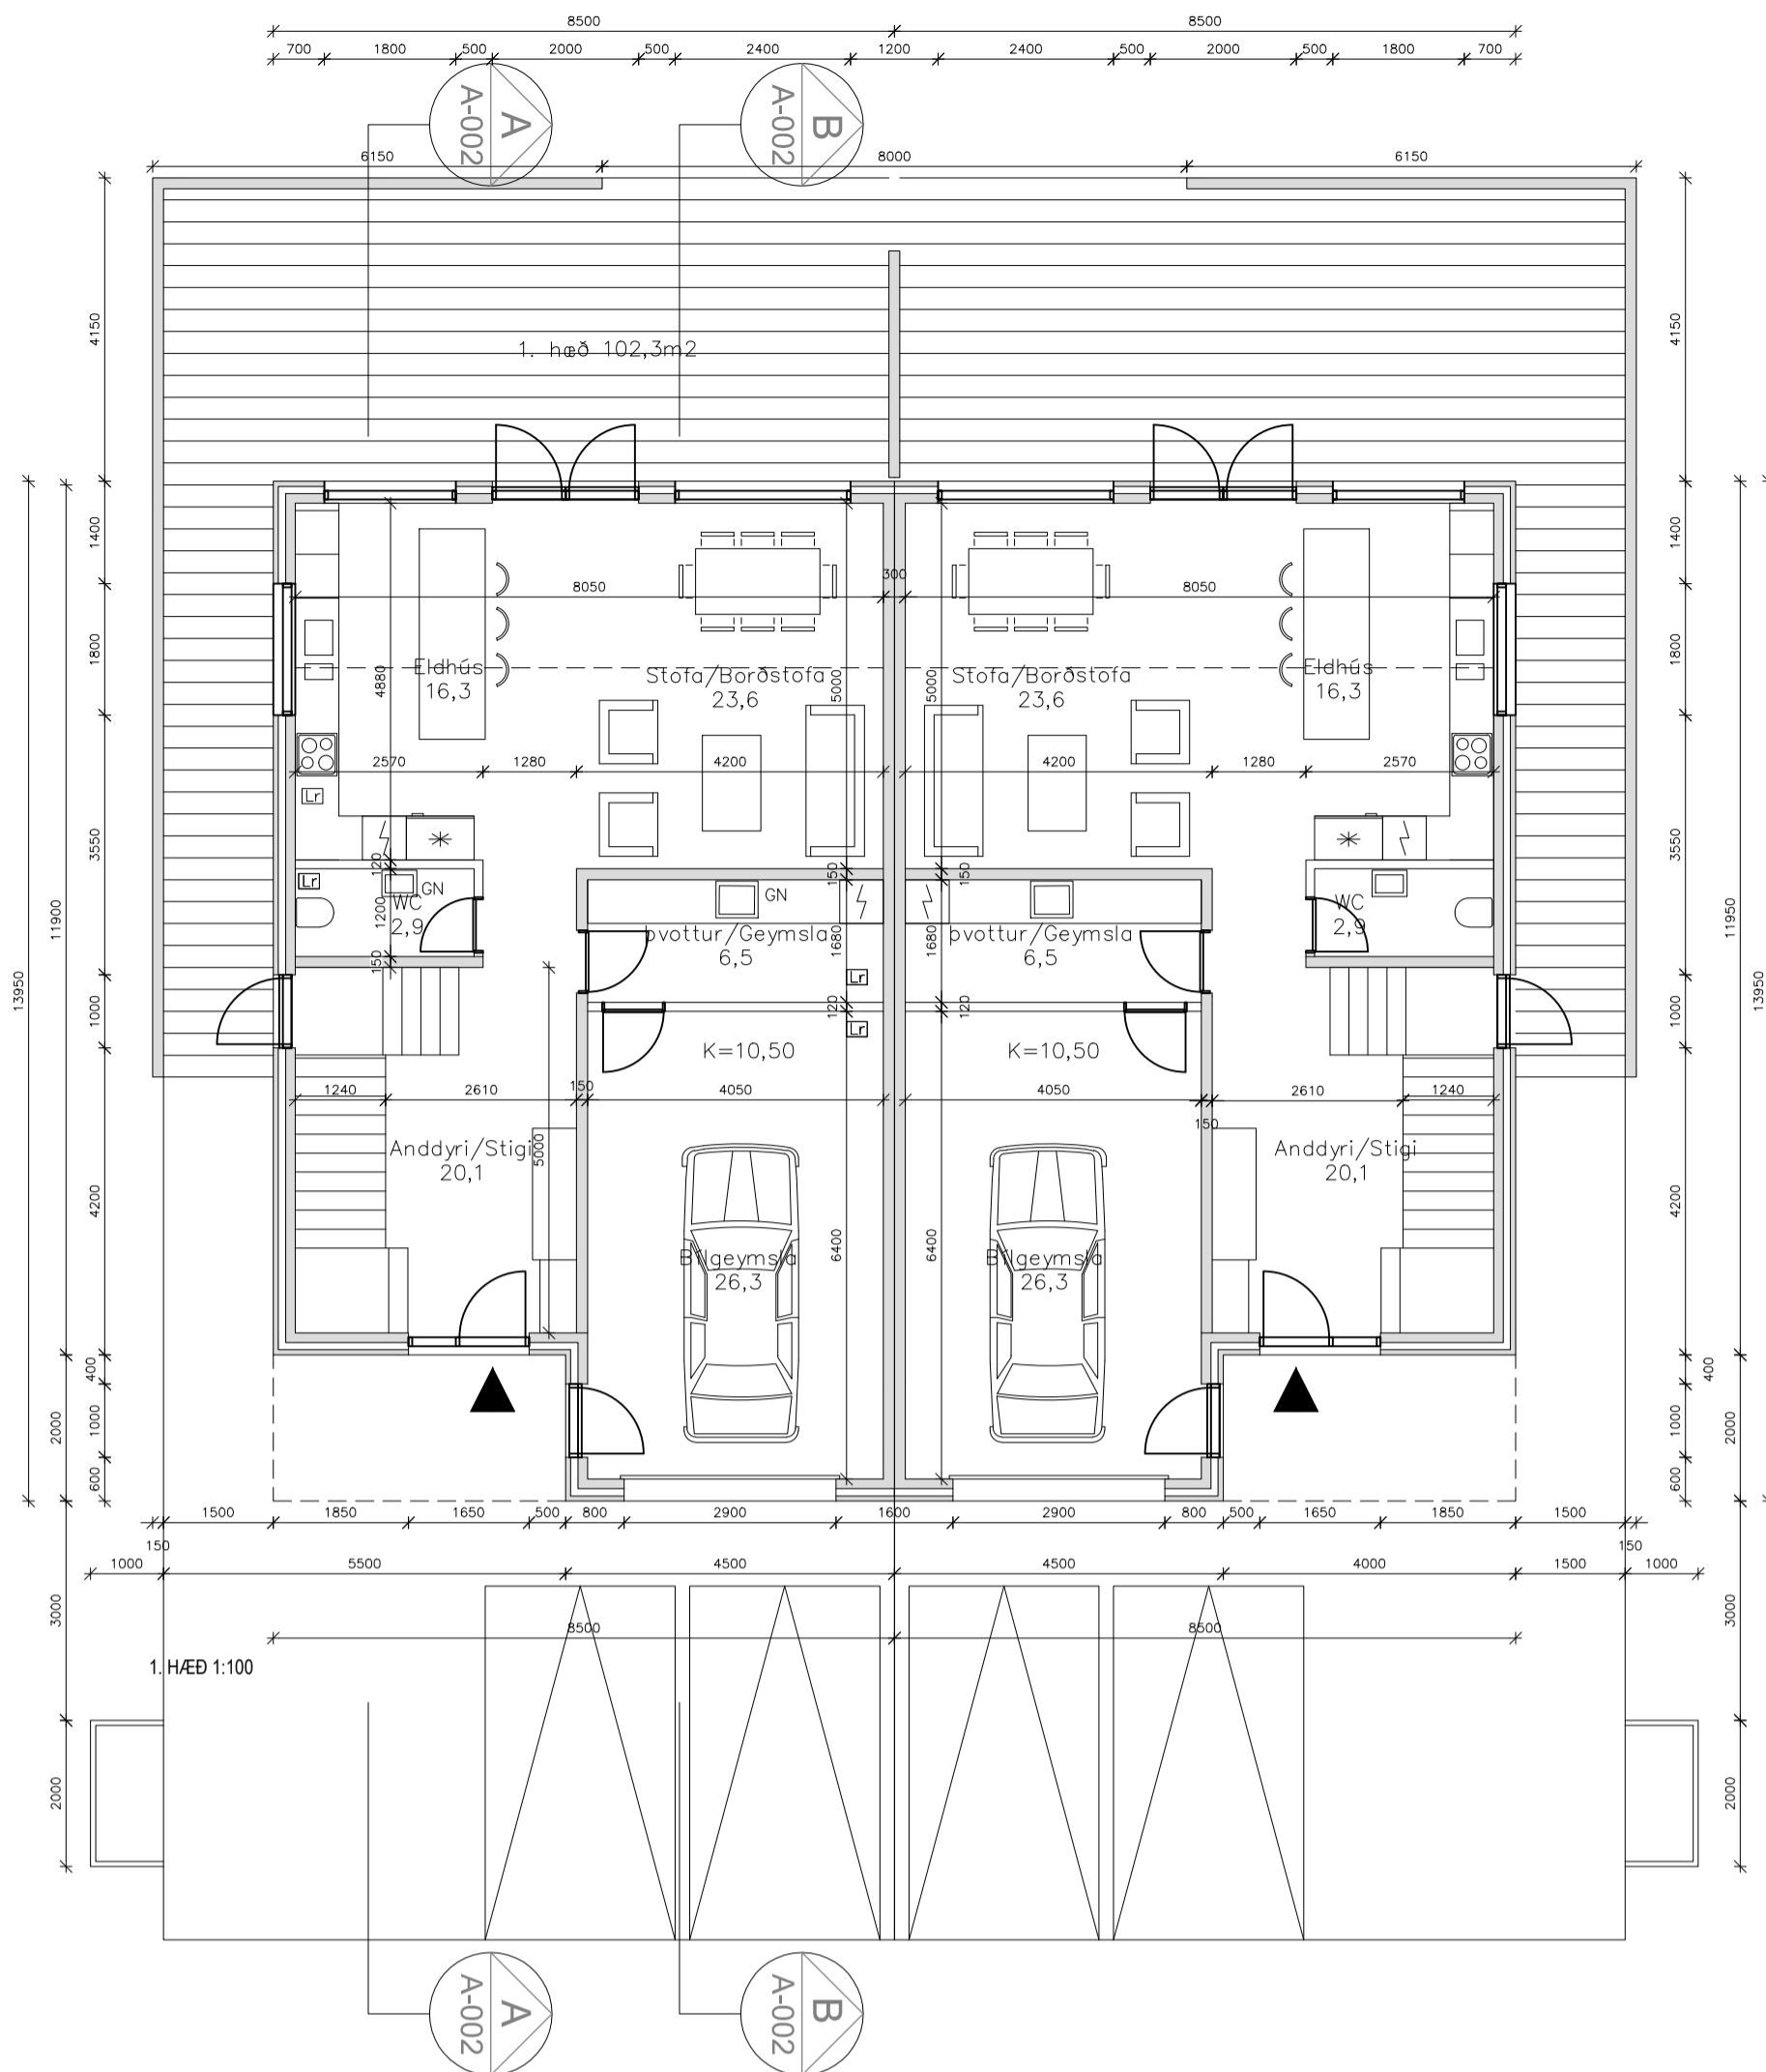 8500 8500
700 1800 500 2000 500 2400 1200 2400 500 2000 500 1800 700
A
A-002
B
A-002
6150 8000 6150
4150 4150
1. hæð 102,3m2
1400 1400
8050 300 8050
1800 1800
4880 5000 5000
Eldhús
16,3
Stofa/Borðstofa
23,6
Stofa/Borðstofa
23,6
Eldhús
16,3
2570 1280 4200 4200 1280 2570
Lr
3550 3550
120 150 150
Lr
GN GN
WC
2,9
WC
2,9
1200
11900 11950
Þvottur/Geymsla
6,5
Þvottur/Geymsla
6,5
1680 1680
150
Lr
13950 13950
1000 1000
120 120
Lr
K=10,50 K=10,50
1240 2610 150 4050 4050 150 2610 1240
Anddyri/Stigi
20,1
Anddyri/Stigi
20,1
5000
4200 4200
6400 6400
Bílgeymsla
26,3
Bílgeymsla
26,3
400 400
2000 1000 1000 2000
600 600
1500 1850 1650 500 800 2900 1600 2900 800 500 1650 1850 1500
150 150
1000 5500 4500 4500 4000 1500 1000
3000 3000
8500 8500
1. HÆÐ 1:100
2000 2000
A
A-002
B
A-002